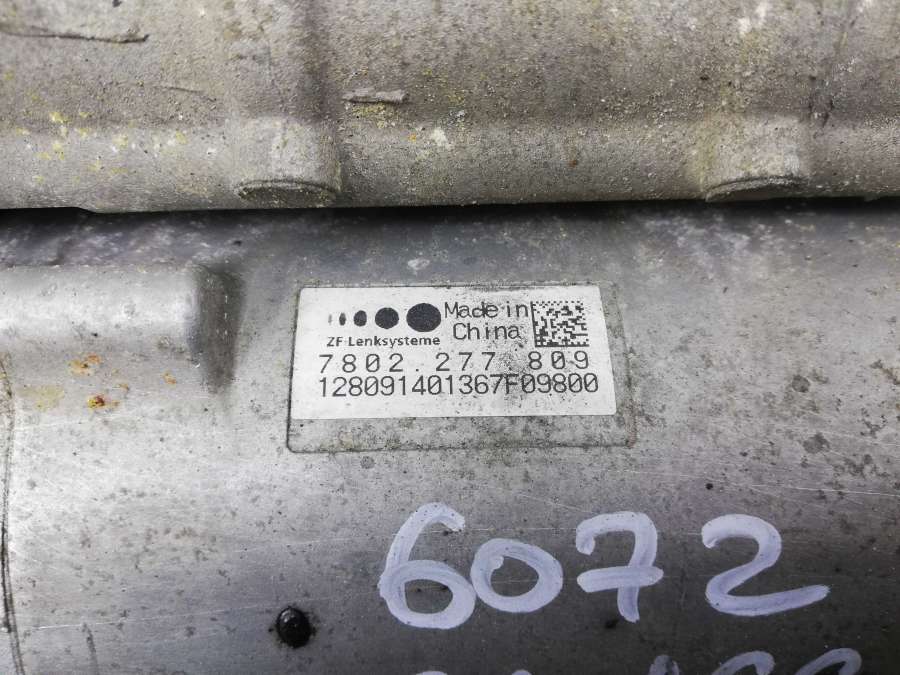 Made in
China
ZF Lenksysteme
7802.277.809
128091401367F09800
6072